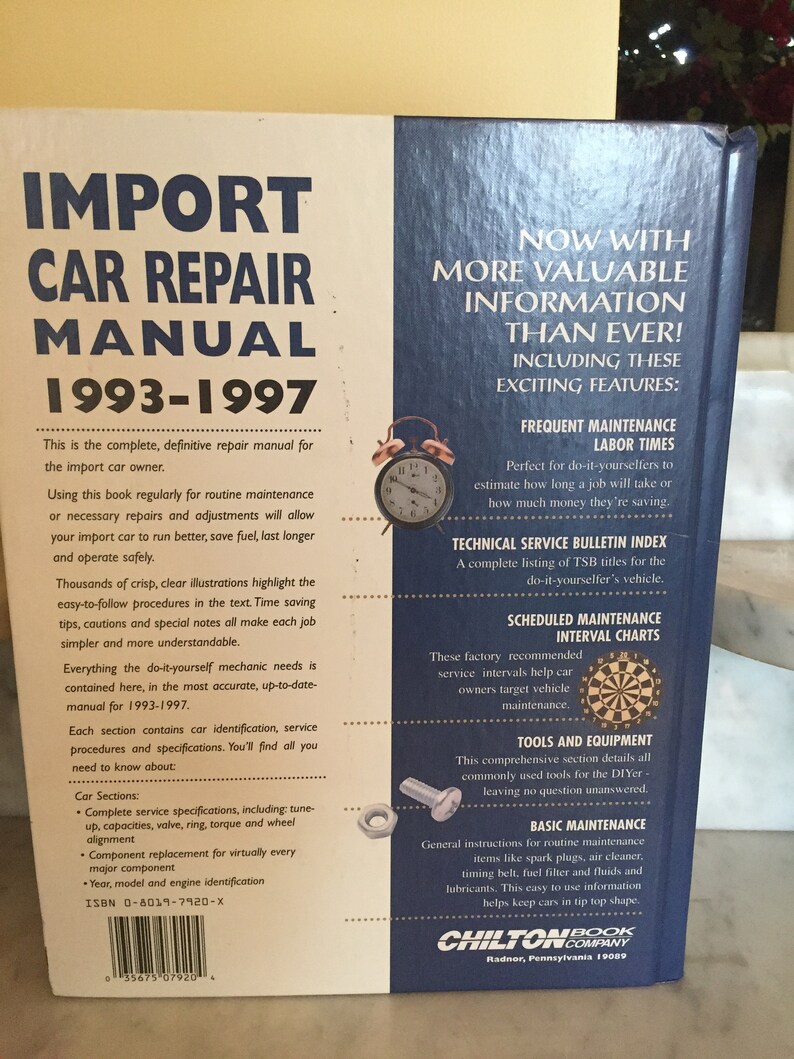 IMPORT
CAR REPAIR
MANUAL
1993-1997
This is the complete, definitive repair manual for
the import car owner.
Using this book regularly for routine maintenance
or necessary repairs and adjustments will allow
your import car to run better, save fuel, last longer
and operate safely.
Thousands of crisp, clear illustrations highlight the
easy-to-follow procedures in the text. Time saving
tips, cautions and special notes all make each job
simpler and more understandable.
Everything the do-it-yourself mechanic needs is
contained here, in the most accurate, up-to-date-
manual for 1993-1997.
Each section contains car identification, service
procedures and specifications. You'll find all you
need to know about:
Car Sections:
• Complete service specifications, including: tune-
up, capacities, valve, ring, torque and wheel
alignment
• Component replacement for virtually every
major component
• Year, model and engine identification
ISBN 0-8019-7920-X
0 35675 07920 4
NOW WITH
MORE VALUABLE
INFORMATION
THAN EVER!
INCLUDING THESE
EXCITING FEATURES:
FREQUENT MAINTENANCE
LABOR TIMES
Perfect for do-it-yourselfers to
estimate how long a job will take or
how much money they're saving.
TECHNICAL SERVICE BULLETIN INDEX
A complete listing of TSB titles for the
do-it-yourselfer's vehicle.
SCHEDULED MAINTENANCE
INTERVAL CHARTS
These factory recommended
service intervals help car
owners target vehicle
maintenance.
TOOLS AND EQUIPMENT
This comprehensive section details all
commonly used tools for the DIYer -
leaving no question unanswered.
BASIC MAINTENANCE
General instructions for routine maintenance
items like spark plugs, air cleaner,
timing belt, fuel filter and fluids and
lubricants. This easy to use information
helps keep cars in tip top shape.
CHILTON BOOK
COMPANY
Radnor, Pennsylvania 19089